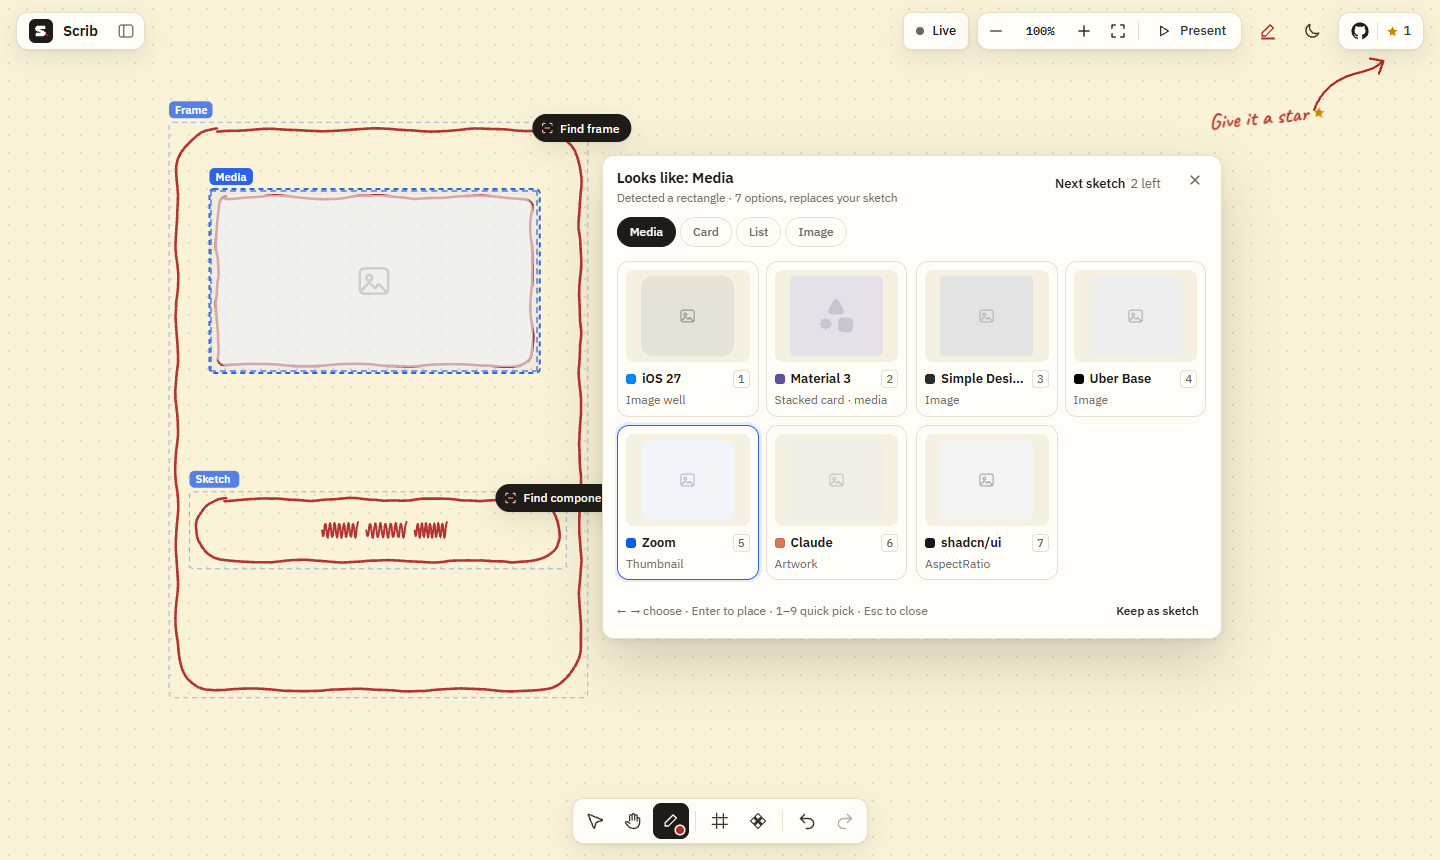 Scrib
Live
100%
Present
1
Give it a star
Frame
Find frame
Media
Looks like: Media
Next sketch 2 left
Detected a rectangle · 7 options, replaces your sketch
Media
Card
List
Image
iOS 27 1
Image well
Material 3 2
Stacked card · media
Simple Desi... 3
Image
Uber Base 4
Image
Zoom 5
Thumbnail
Claude 6
Artwork
shadcn/ui 7
AspectRatio
← → choose · Enter to place · 1–9 quick pick · Esc to close
Keep as sketch
Sketch
Find compone